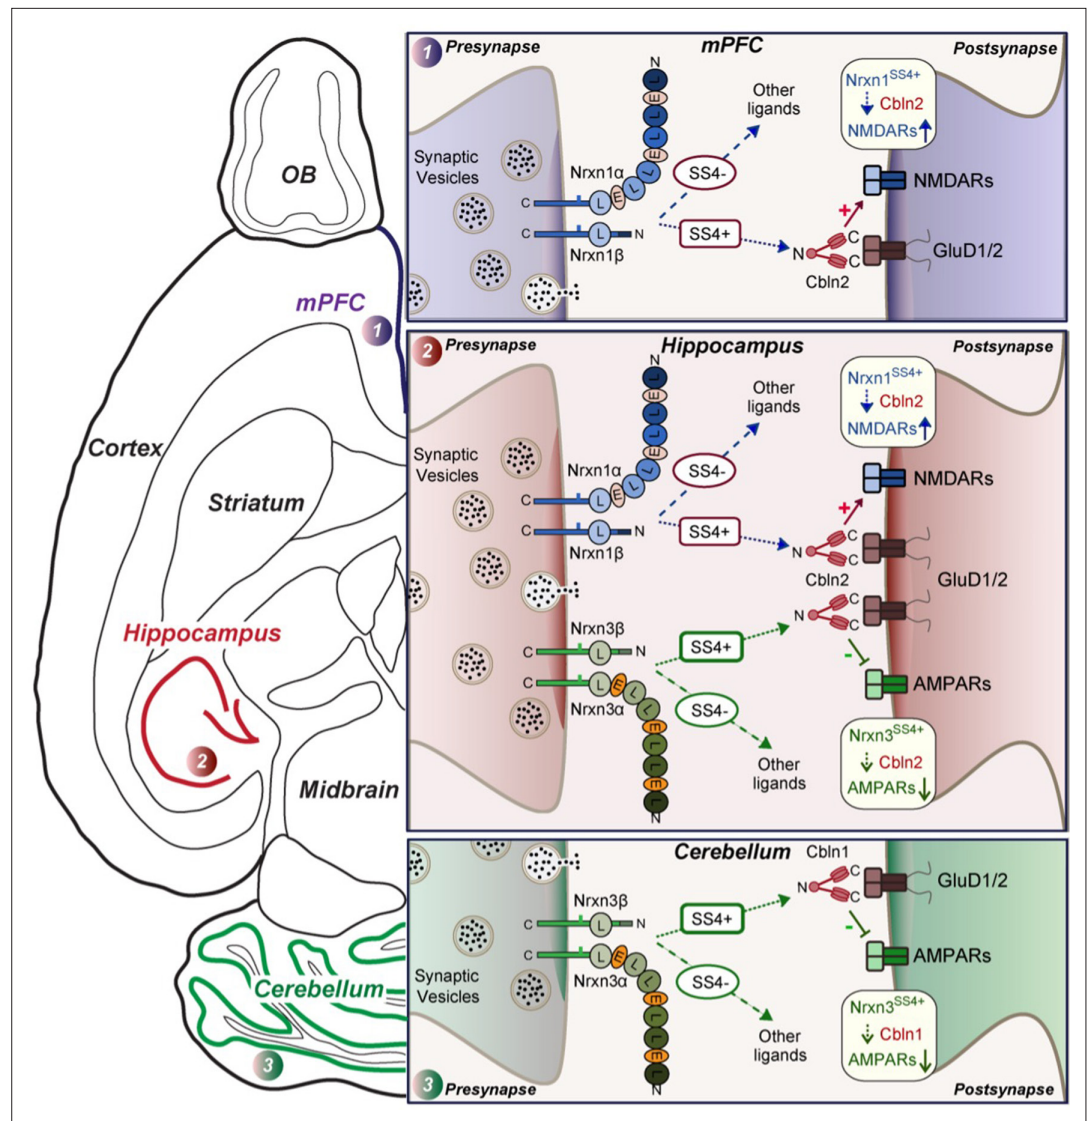 OB
mPFC
1
Cortex
Striatum
Hippocampus
2
Midbrain
Cerebellum
3
1 Presynapse
mPFC
Postsynapse
Synaptic
Vesicles
N
L
E
L
L
E
L
L
E
L
Nrxn1α
C
C
L
N
Nrxn1β
Other
ligands
SS4-
SS4+
Nrxn1SS4+
Cbln2
NMDARs
NMDARs
+
N
C
C
Cbln2
GluD1/2
2 Presynapse
Hippocampus
Postsynapse
Synaptic
Vesicles
N
L
E
L
L
E
L
L
E
L
Nrxn1α
C
C
L
N
Nrxn1β
Other
ligands
SS4-
SS4+
Nrxn1SS4+
Cbln2
NMDARs
NMDARs
+
N
C
C
Cbln2
GluD1/2
N
C
C
Nrxn3β
C
L
N
C
L
E
L
L
E
L
L
E
L
N
Nrxn3α
SS4+
SS4-
Other
ligands
-
AMPARs
Nrxn3SS4+
Cbln2
AMPARs
Cerebellum
Cbln1
N
C
C
GluD1/2
Nrxn3β
C
L
N
C
L
E
L
L
E
L
L
E
L
N
Nrxn3α
SS4+
SS4-
Other
ligands
-
AMPARs
Synaptic
Vesicles
Nrxn3SS4+
Cbln1
AMPARs
3 Presynapse
Postsynapse